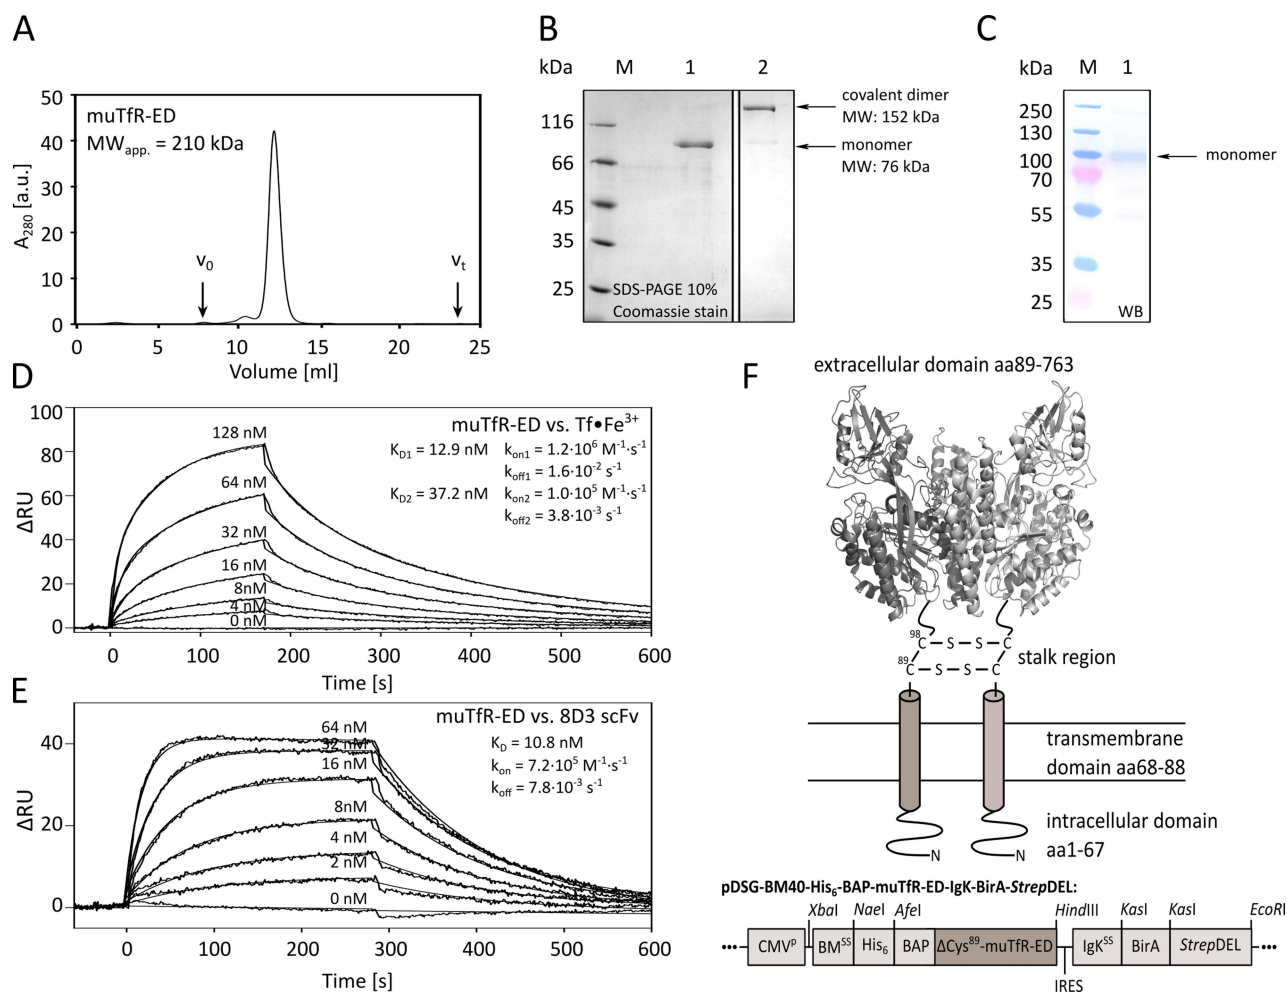 A
muTfR-ED
MWapp. = 210 kDa
A280 [a.u.]
50
40
30
20
10
0
v0
vt
0
5
10
15
20
25
Volume [ml]
B
kDa
M
1
2
116
66
45
35
25
SDS-PAGE 10%
Coomassie stain
covalent dimer
MW: 152 kDa
monomer
MW: 76 kDa
C
kDa
M
1
250
130
100
70
55
35
25
WB
monomer
D
muTfR-ED vs. Tf•Fe³⁺
KD1 = 12.9 nM
kon1 = 1.2·10⁶ M⁻¹·s⁻¹
koff1 = 1.6·10⁻² s⁻¹
KD2 = 37.2 nM
kon2 = 1.0·10⁵ M⁻¹·s⁻¹
koff2 = 3.8·10⁻³ s⁻¹
128 nM
64 nM
32 nM
16 nM
8nM
4 nM
0 nM
ΔRU
100
80
60
40
20
0
0
100
200
300
400
500
600
Time [s]
E
muTfR-ED vs. 8D3 scFv
KD = 10.8 nM
kon = 7.2·10⁵ M⁻¹·s⁻¹
koff = 7.8·10⁻³ s⁻¹
64 nM
32 nM
16 nM
8nM
4 nM
2 nM
0 nM
ΔRU
40
20
0
0
100
200
300
400
500
600
Time [s]
F
extracellular domain aa89-763
98 C S S C
89 C S S C
stalk region
transmembrane
domain aa68-88
intracellular domain
aa1-67
N
N
pDSG-BM40-His6-BAP-muTfR-ED-IgK-BirA-StrepDEL:
XbaI NaeI AfeI HindIII KasI KasI EcoRI
••• CMVᵖ BMˢˢ His6 BAP ΔCys⁸⁹-muTfR-ED IgKˢˢ BirA StrepDEL •••
IRES